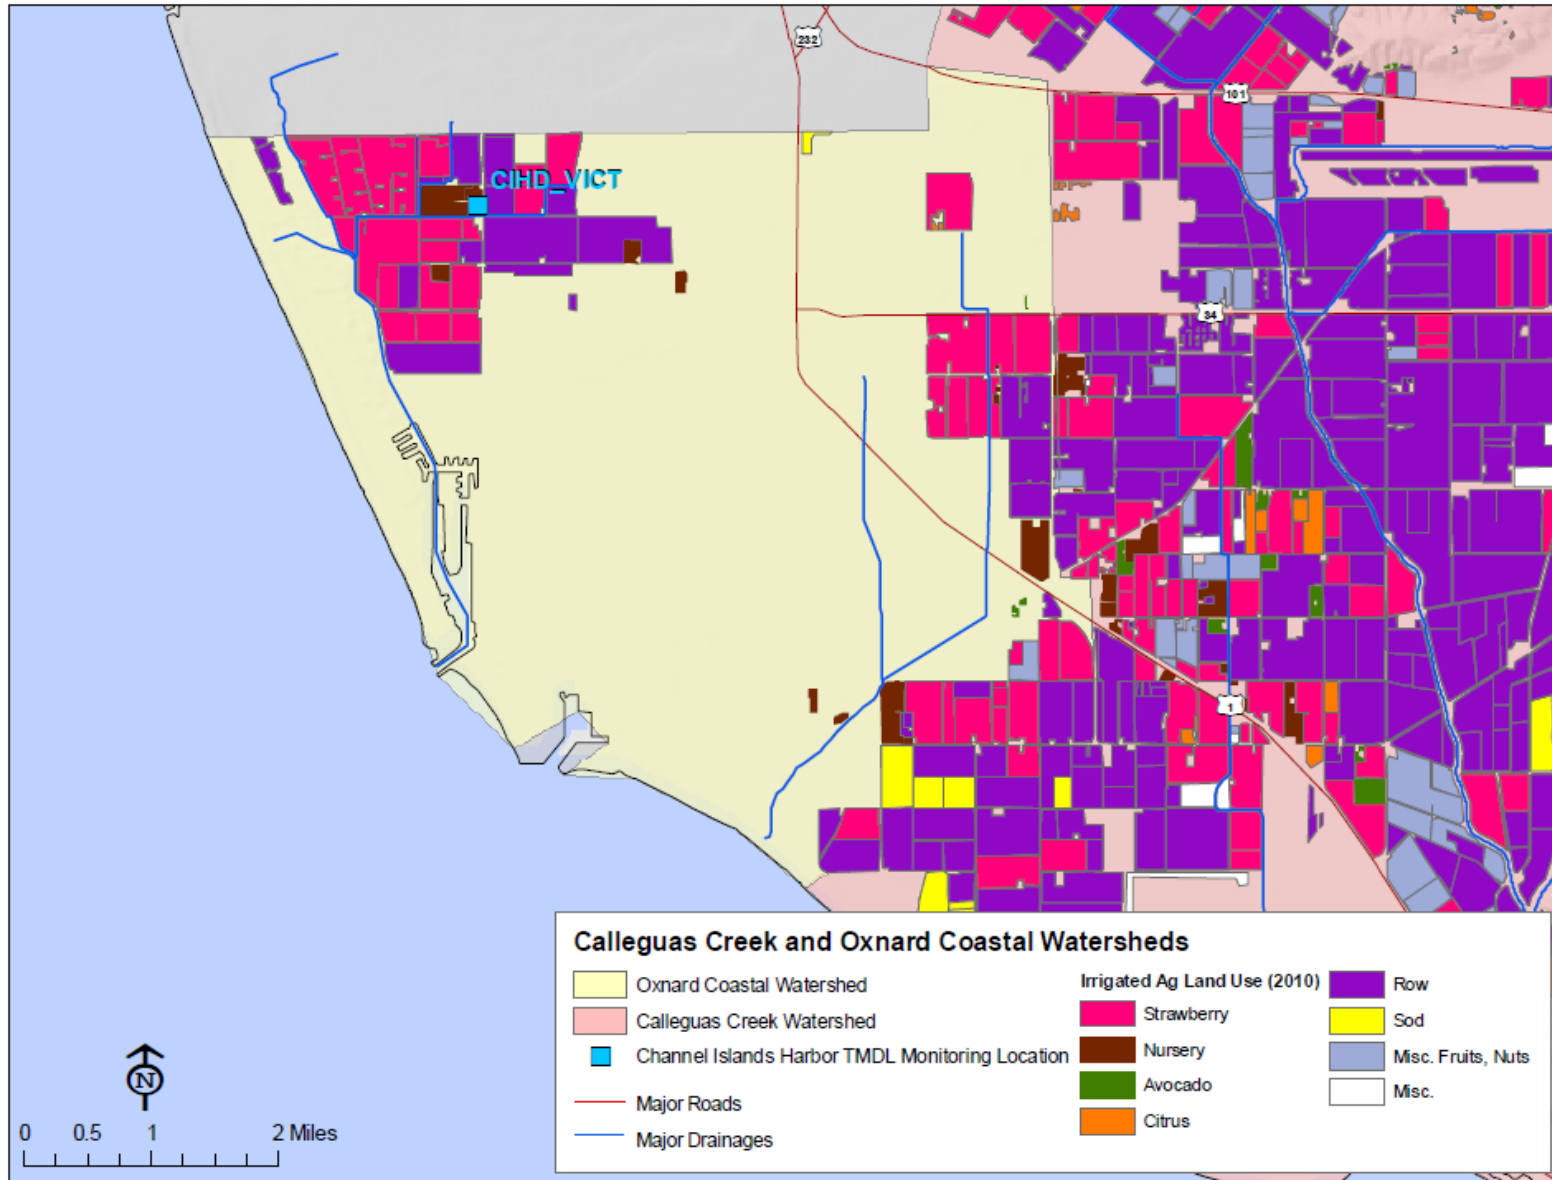 232
101
CIHD_VICT
34
1
Calleguas Creek and Oxnard Coastal Watersheds
Oxnard Coastal Watershed
Calleguas Creek Watershed
Channel Islands Harbor TMDL Monitoring Location
Major Roads
Major Drainages
Irrigated Ag Land Use (2010)
Strawberry
Nursery
Avocado
Citrus
Row
Sod
Misc. Fruits, Nuts
Misc.
N
0 0.5 1 2 Miles